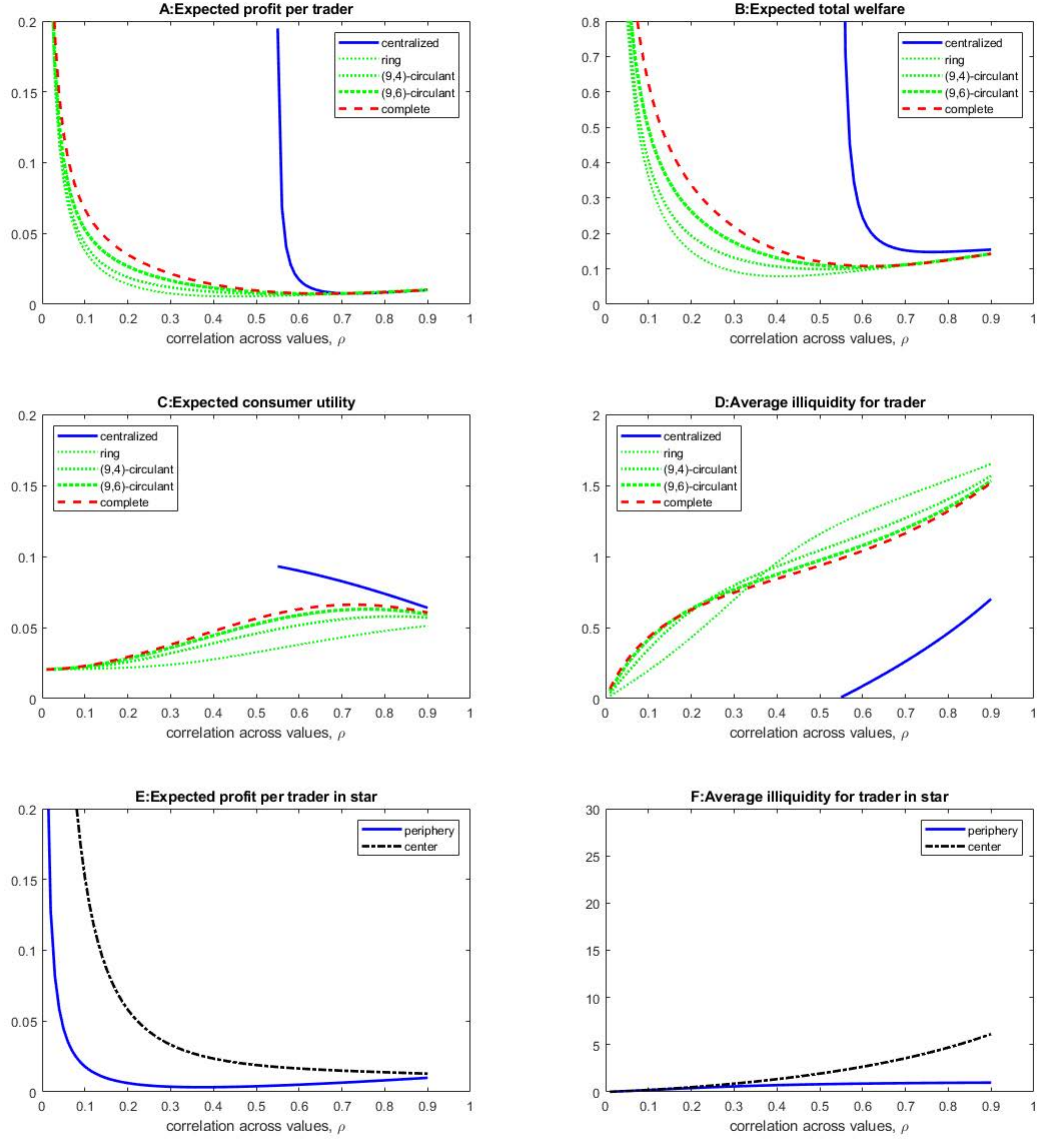 A:Expected profit per trader
0.2
0.15
0.1
0.05
0
0 0.1 0.2 0.3 0.4 0.5 0.6 0.7 0.8 0.9 1
correlation across values, ρ
centralized
ring
(9,4)-circulant
(9,6)-circulant
complete
B:Expected total welfare
0.8
0.7
0.6
0.5
0.4
0.3
0.2
0.1
0
0 0.1 0.2 0.3 0.4 0.5 0.6 0.7 0.8 0.9 1
correlation across values, ρ
centralized
ring
(9,4)-circulant
(9,6)-circulant
complete
C:Expected consumer utility
0.2
0.15
0.1
0.05
0
0 0.1 0.2 0.3 0.4 0.5 0.6 0.7 0.8 0.9 1
correlation across values, ρ
centralized
ring
(9,4)-circulant
(9,6)-circulant
complete
D:Average illiquidity for trader
2
1.5
1
0.5
0
0 0.1 0.2 0.3 0.4 0.5 0.6 0.7 0.8 0.9 1
correlation across values, ρ
centralized
ring
(9,4)-circulant
(9,6)-circulant
complete
E:Expected profit per trader in star
0.2
0.15
0.1
0.05
0
0 0.1 0.2 0.3 0.4 0.5 0.6 0.7 0.8 0.9 1
correlation across values, ρ
periphery
center
F:Average illiquidity for trader in star
30
25
20
15
10
5
0
0 0.1 0.2 0.3 0.4 0.5 0.6 0.7 0.8 0.9 1
correlation across values, ρ
periphery
center